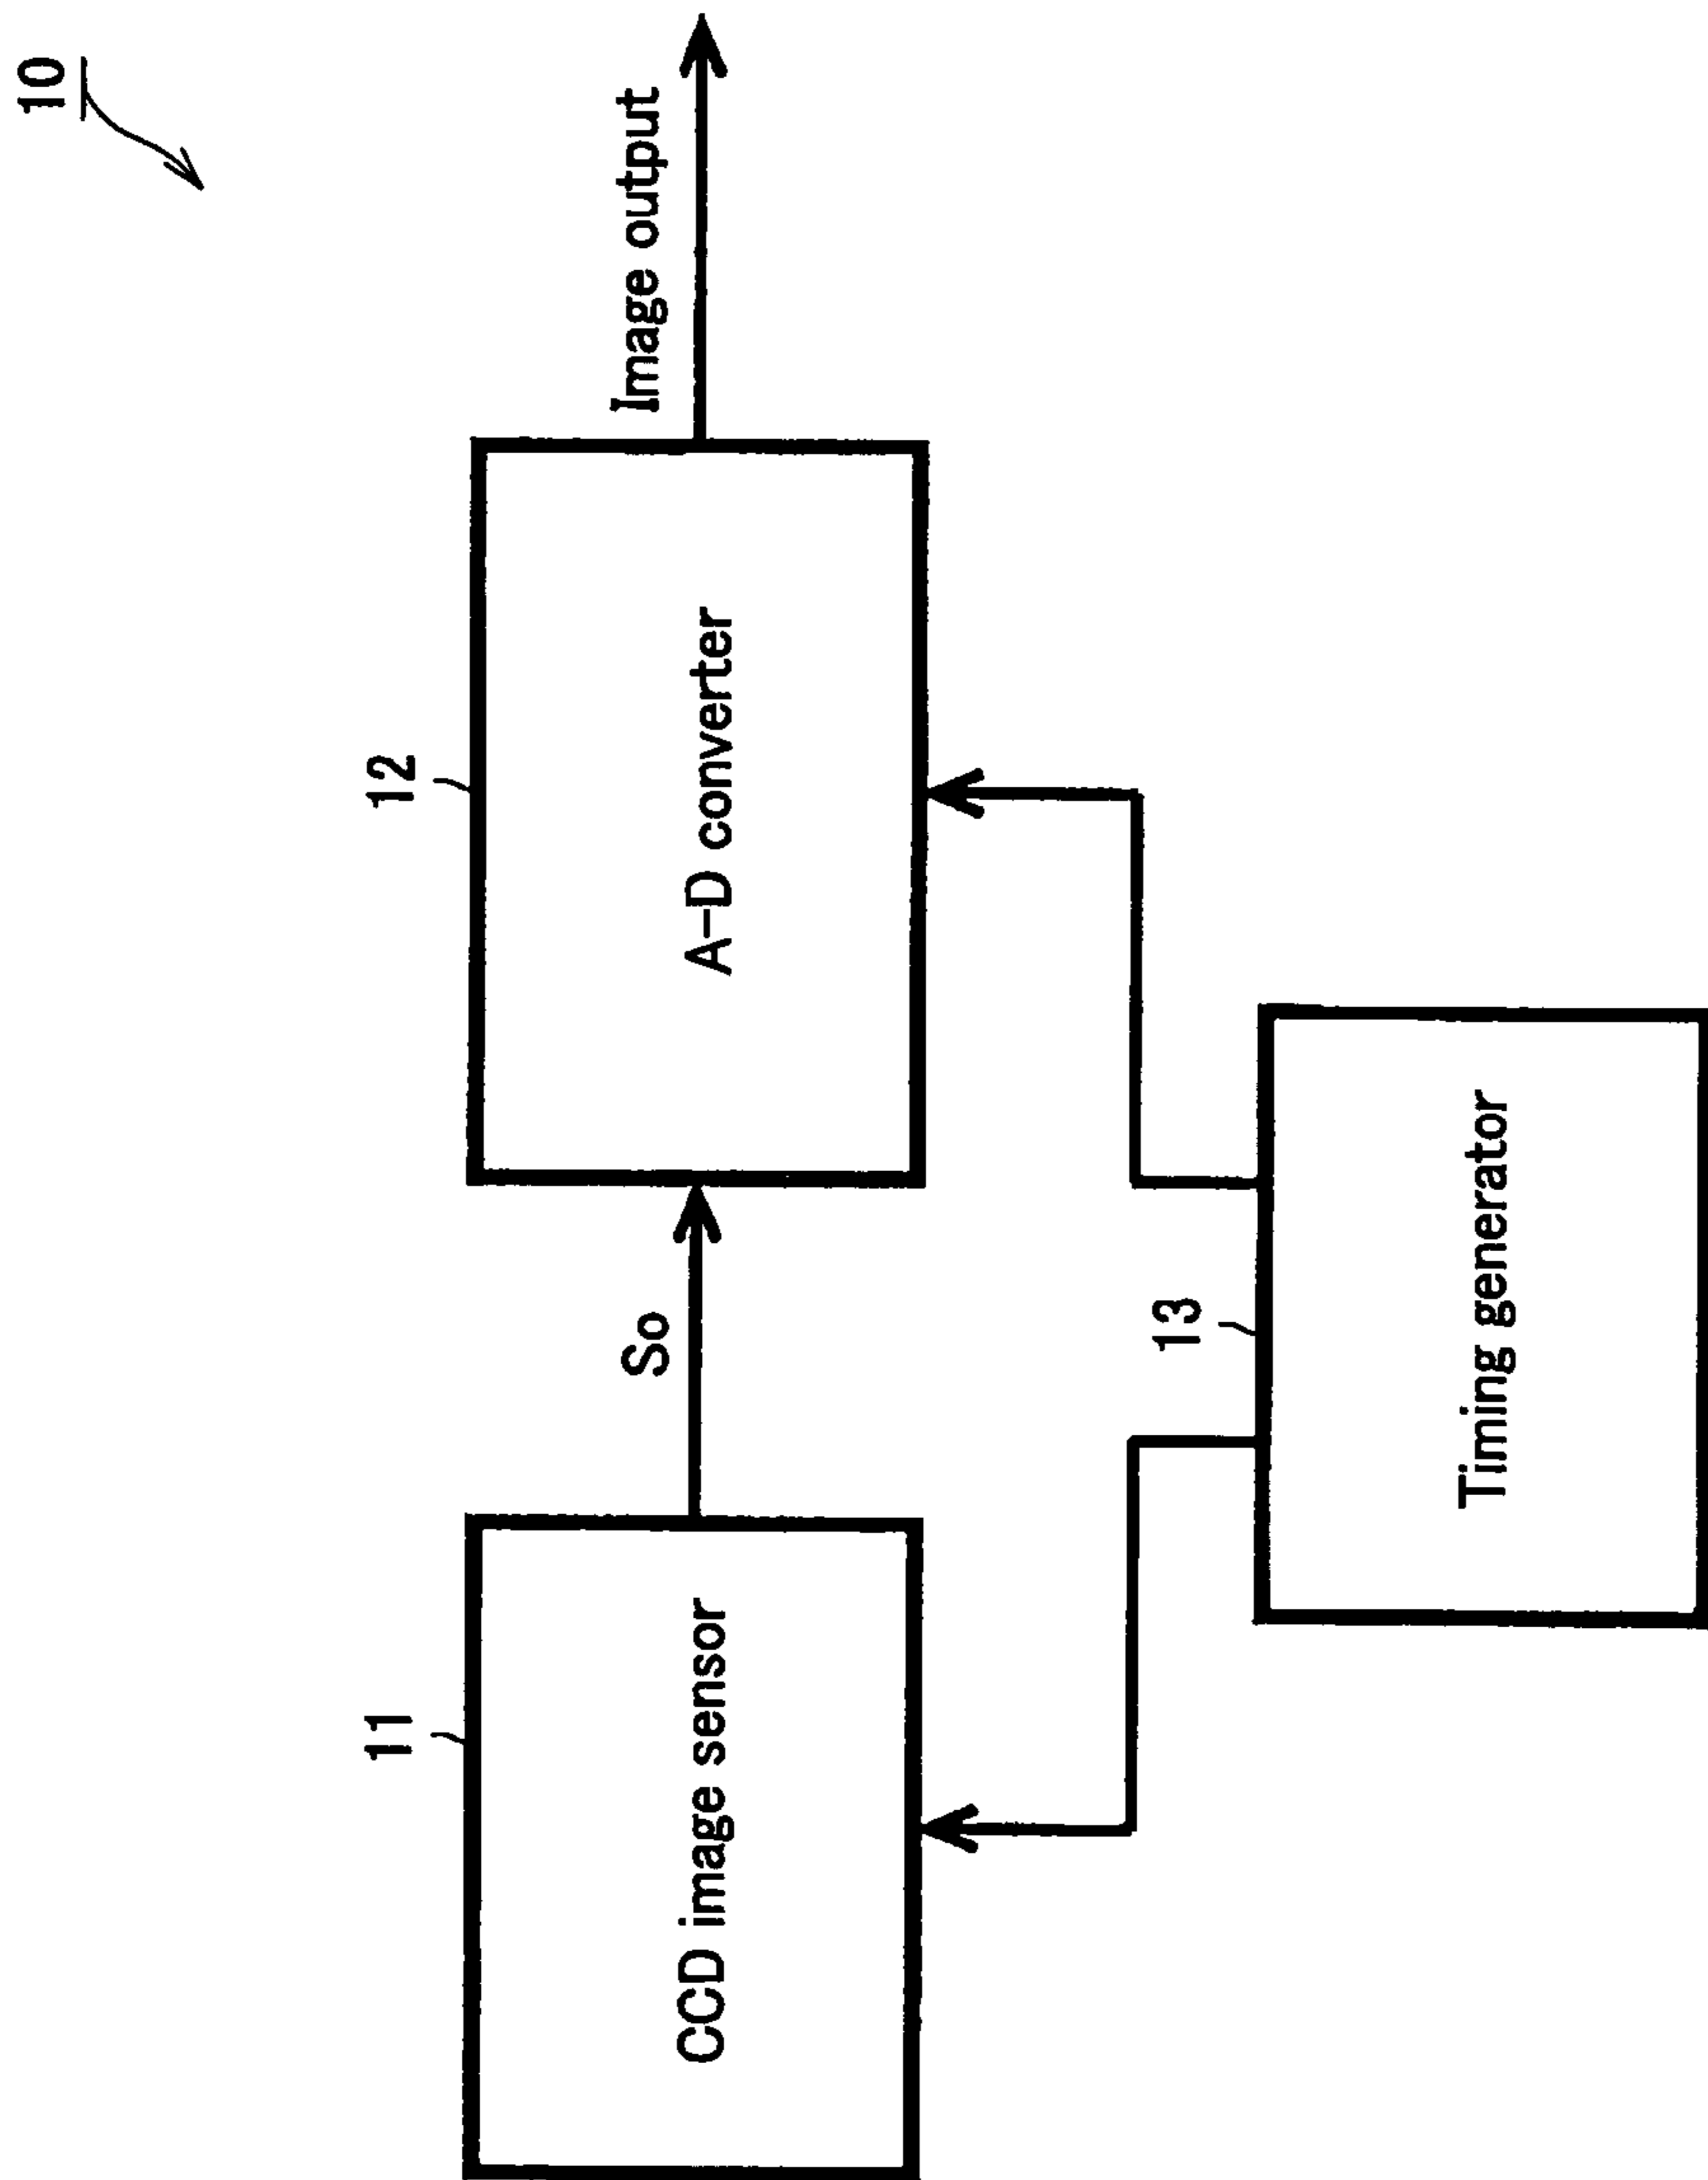 10
Image output
12
A-D converter
So
11
CCD image sensor
13
Timing generator